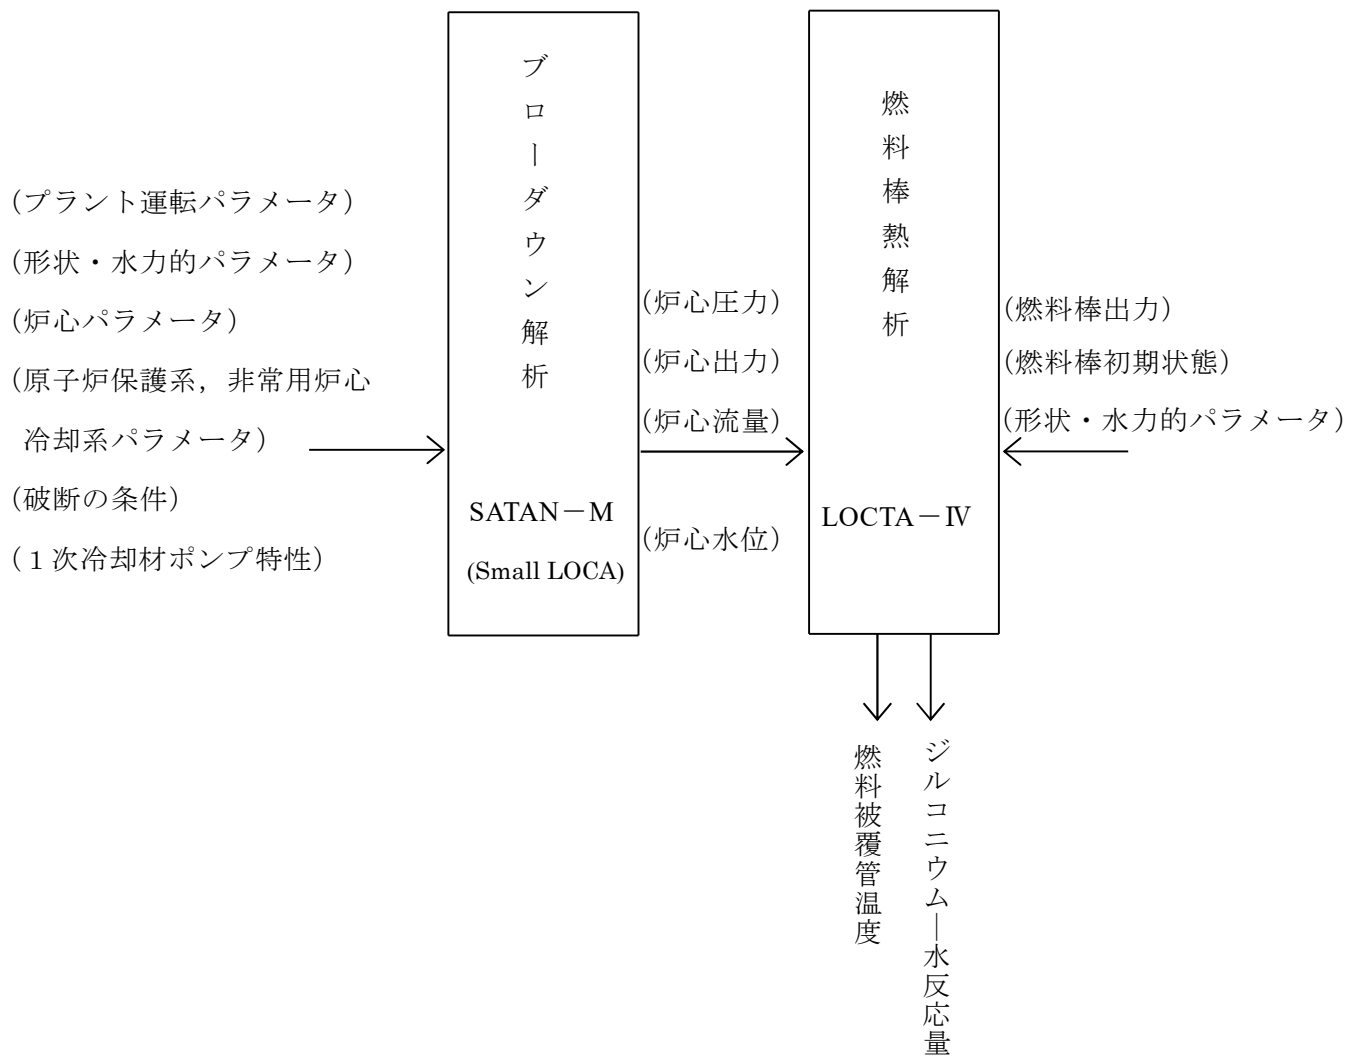 (プラント運転パラメータ)
(形状・水力的パラメータ)
(炉心パラメータ)
(原子炉保護系，非常用炉心
冷却系パラメータ)
(破断の条件)
(１次冷却材ポンプ特性)
ブローダウン解析
SATAN－M
(Small LOCA)
(炉心圧力)
(炉心出力)
(炉心流量)
(炉心水位)
燃料棒熱解析
LOCTA－Ⅳ
(燃料棒出力)
(燃料棒初期状態)
(形状・水力的パラメータ)
燃料被覆管温度
ジルコニウム―水反応量